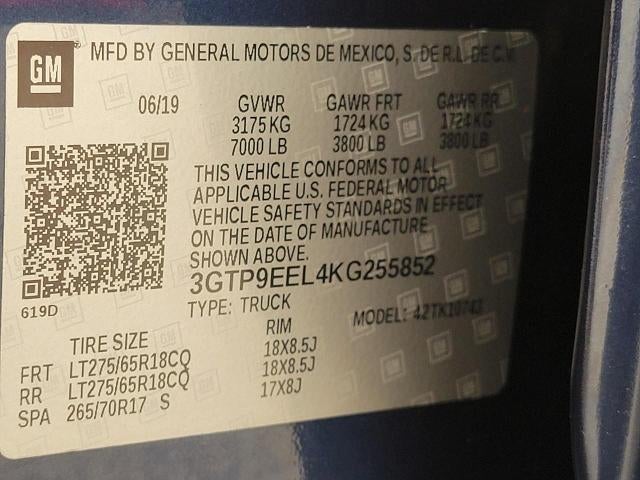 GM
MFD BY GENERAL MOTORS DE MEXICO, S. DE R.L. DE C.V.
06/19 GVWR GAWR FRT GAWR RR
3175 KG 1724 KG 1724 KG
7000 LB 3800 LB 3800 LB
THIS VEHICLE CONFORMS TO ALL
APPLICABLE U.S. FEDERAL MOTOR
VEHICLE SAFETY STANDARDS IN EFFECT
ON THE DATE OF MANUFACTURE
SHOWN ABOVE.
3GTP9EEL4KG255852
619D
TYPE: TRUCK MODEL: 42TK10743
TIRE SIZE RIM
FRT LT275/65R18CQ 18X8.5J
RR LT275/65R18CQ 18X8.5J
SPA 265/70R17 S 17X8J